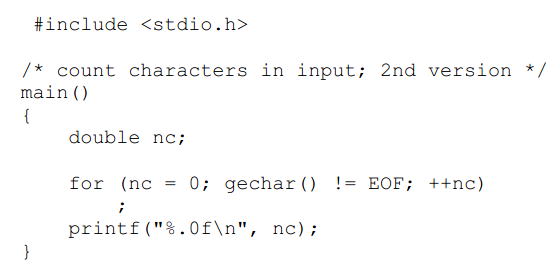 #include <stdio.h>
/* count characters in input; 2nd version */
main()
{
    double nc;
    for (nc = 0; gechar() != EOF; ++nc)
        ;
    printf("%.0f\n", nc);
}